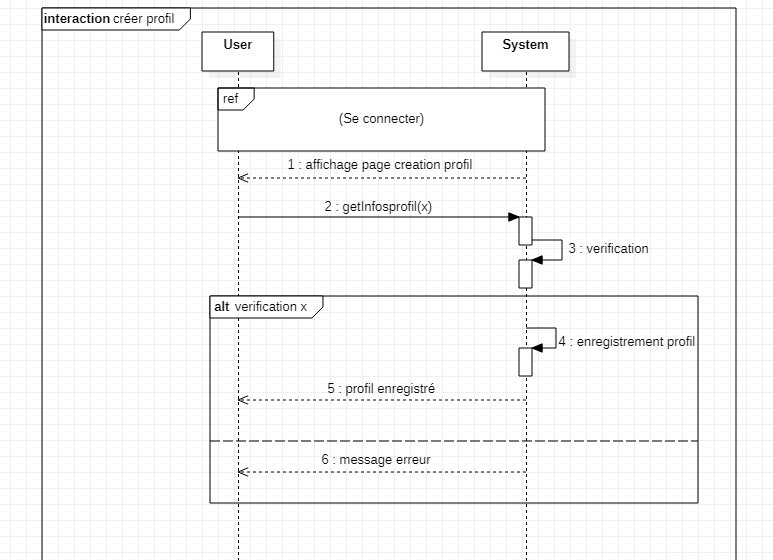 interaction créer profil
User
System
ref
(Se connecter)
1 : affichage page creation profil
2 : getInfosprofil(x)
3 : verification
alt verification x
4 : enregistrement profil
5 : profil enregistré
6 : message erreur